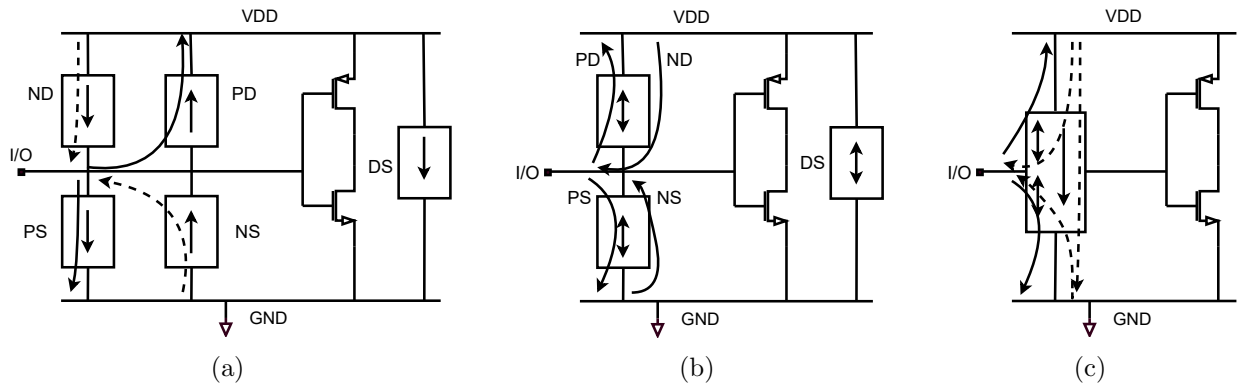 VDD
ND
PD
I/O
DS
PS
NS
GND
(a)
VDD
PD
ND
I/O
DS
PS
NS
GND
(b)
VDD
I/O
GND
(c)